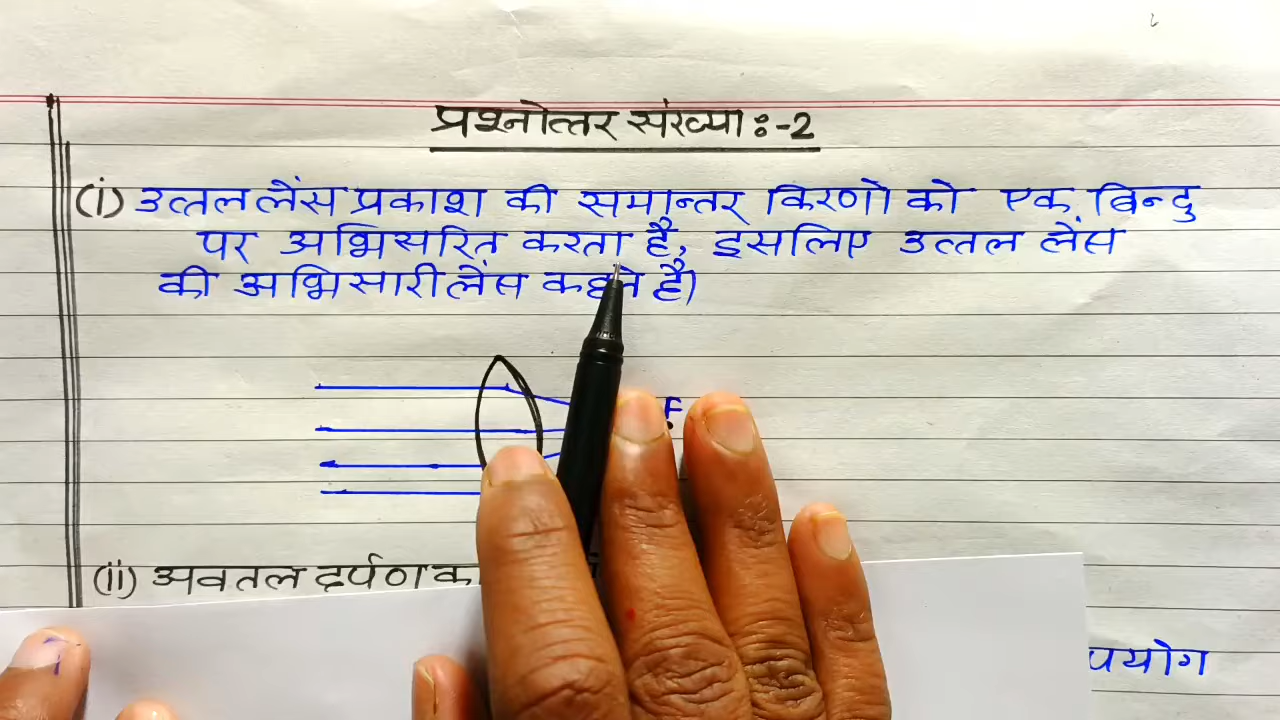 प्रश्नोत्तर संख्या :-2
(i) उत्तल लेंस प्रकाश की समान्तर किरणो को एक बिन्दु
पर अभिसरित करता है, इसलिए उत्तल लेंस
की अभिसारी लेंस कहते है।
F
(ii) अवतल दर्पण का
पयोग